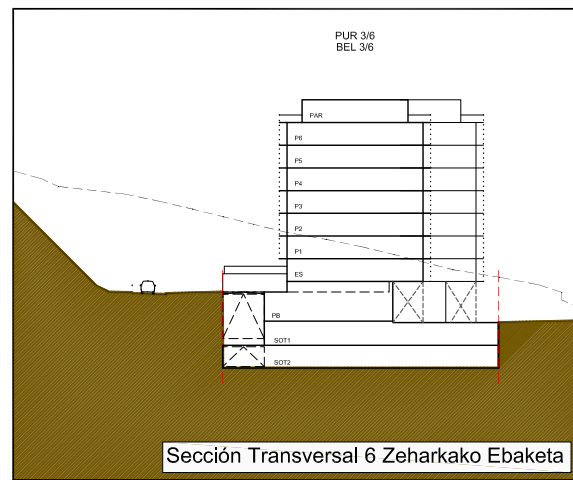 PUR 3/6
BEL 3/6
PAR
P6
P5
P4
P3
P2
P1
ES
PB
SOT1
SOT2
Sección Transversal 6 Zeharkako Ebaketa